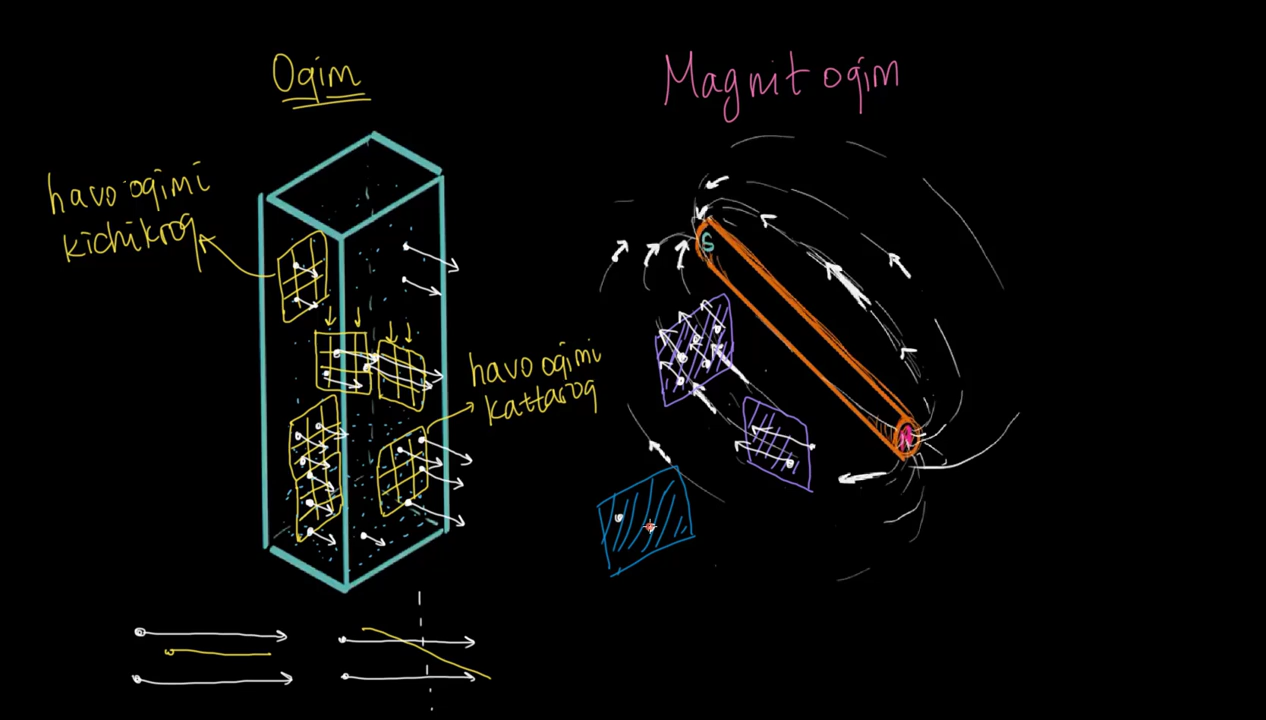 Oqim
Magnit oqim
havo oqimi
kichikroq
havo oqimi
kattaroq
S
N